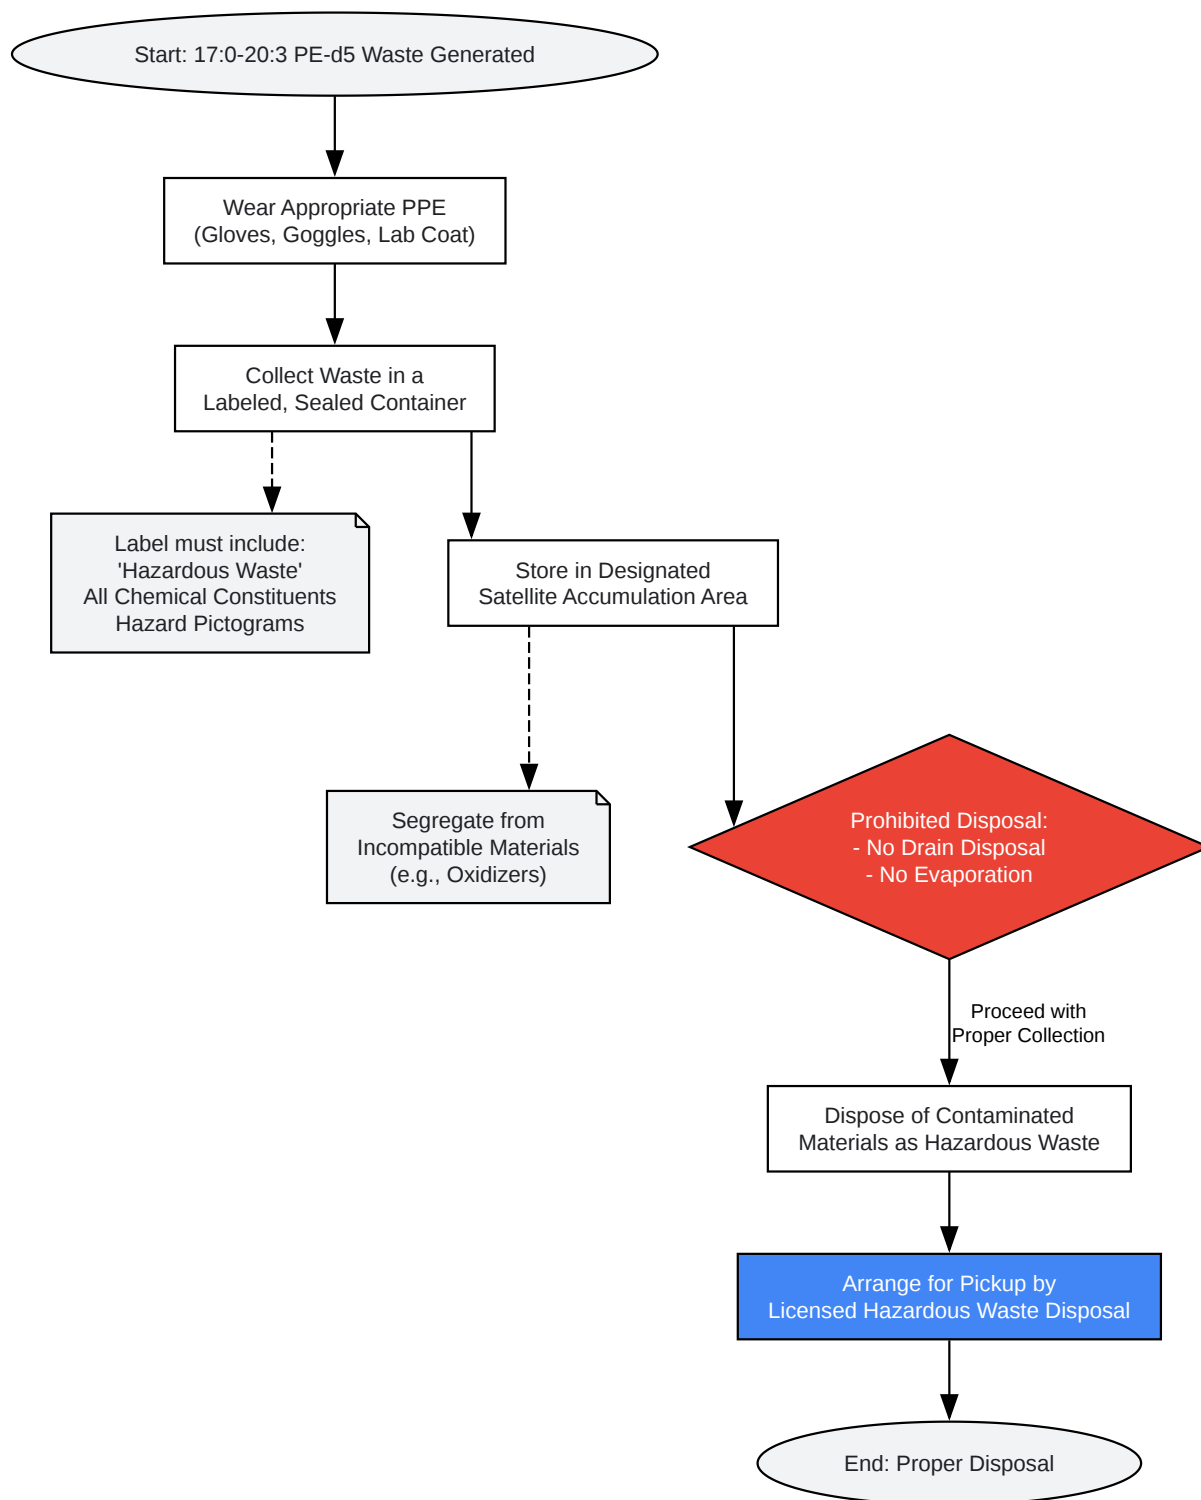 Start: 17:0-20:3 PE-d5 Waste Generated
Wear Appropriate PPE
(Gloves, Goggles, Lab Coat)
Collect Waste in a
Labeled, Sealed Container
Label must include:
'Hazardous Waste'
All Chemical Constituents
Hazard Pictograms
Store in Designated
Satellite Accumulation Area
Segregate from
Incompatible Materials
(e.g., Oxidizers)
Prohibited Disposal:
- No Drain Disposal
- No Evaporation
Proceed with
Proper Collection
Dispose of Contaminated
Materials as Hazardous Waste
Arrange for Pickup by
Licensed Hazardous Waste Disposal
End: Proper Disposal